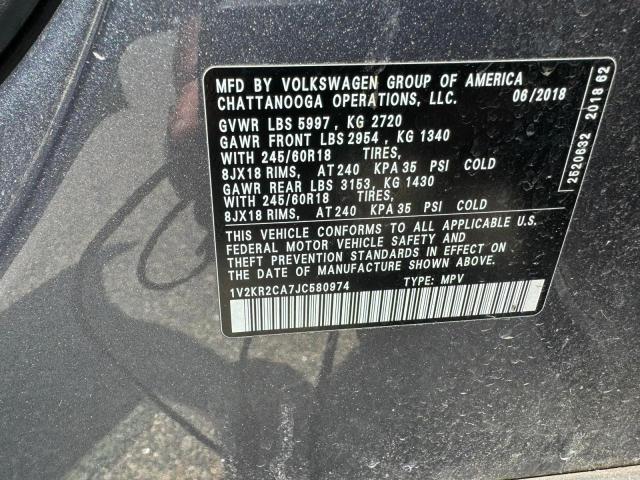 MFD BY VOLKSWAGEN GROUP OF AMERICA
CHATTANOOGA OPERATIONS, LLC. 06/2018
GVWR LBS 5997 , KG 2720
GAWR FRONT LBS 2954 , KG 1340
WITH 245/60R18 TIRES,
8JX18 RIMS, AT 240 KPA 35 PSI COLD
GAWR REAR LBS 3153, KG 1430
WITH 245/60R18 TIRES,
8JX18 RIMS, AT 240 KPA 35 PSI COLD
THIS VEHICLE CONFORMS TO ALL APPLICABLE U.S.
FEDERAL MOTOR VEHICLE SAFETY AND
THEFT PREVENTION STANDARDS IN EFFECT ON
THE DATE OF MANUFACTURE SHOWN ABOVE.
1V2KR2CA7JC580974 TYPE: MPV
2520632 2018 62